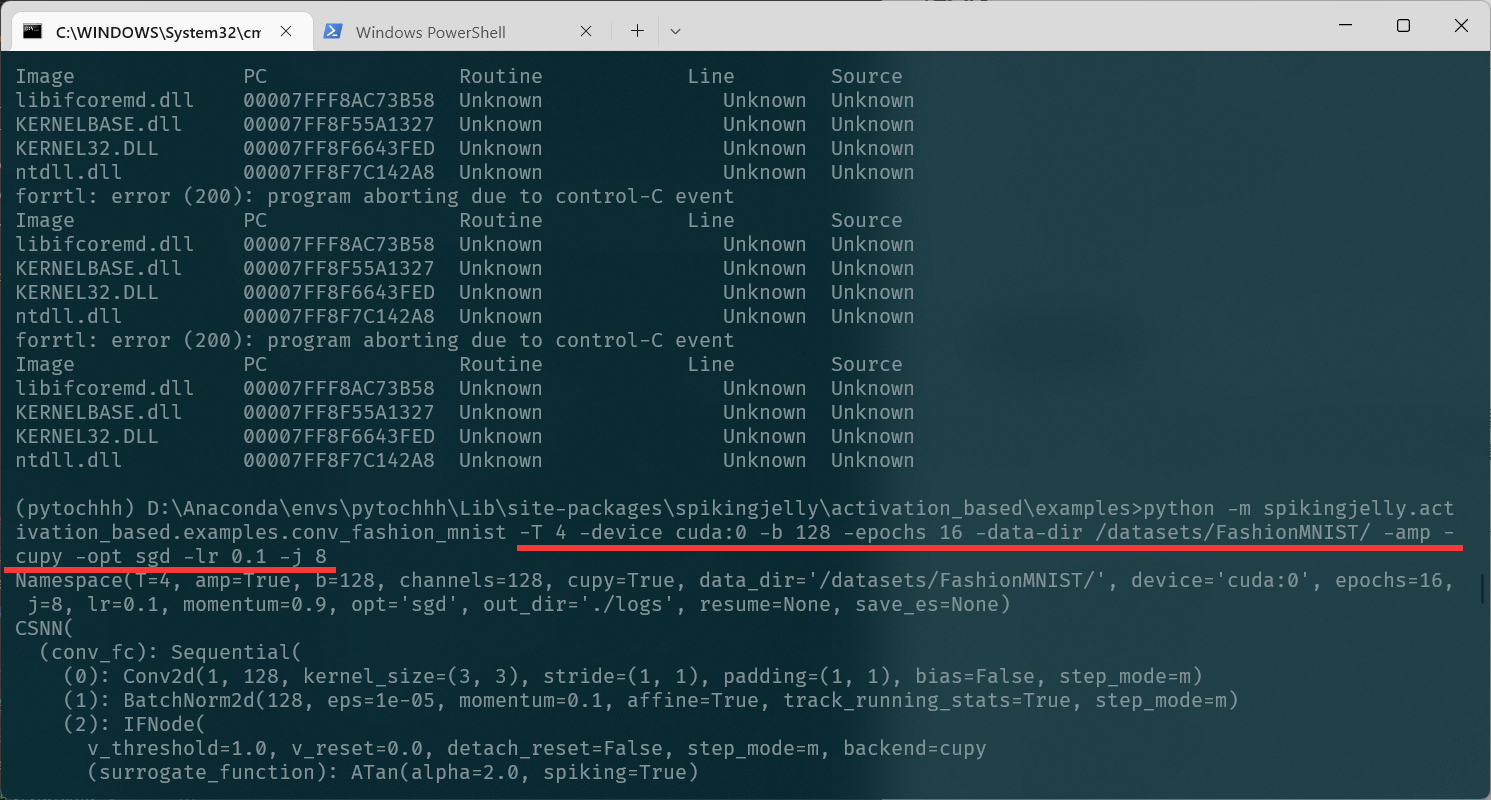 C:\WINDOWS\System32\cm
Windows PowerShell
Image PC Routine Line Source
libifcoremd.dll 00007FFF8AC73B58 Unknown Unknown Unknown
KERNELBASE.dll 00007FF8F55A1327 Unknown Unknown Unknown
KERNEL32.DLL 00007FF8F6643FED Unknown Unknown Unknown
ntdll.dll 00007FF8F7C142A8 Unknown Unknown Unknown
forrtl: error (200): program aborting due to control-C event
Image PC Routine Line Source
libifcoremd.dll 00007FFF8AC73B58 Unknown Unknown Unknown
KERNELBASE.dll 00007FF8F55A1327 Unknown Unknown Unknown
KERNEL32.DLL 00007FF8F6643FED Unknown Unknown Unknown
ntdll.dll 00007FF8F7C142A8 Unknown Unknown Unknown
forrtl: error (200): program aborting due to control-C event
Image PC Routine Line Source
libifcoremd.dll 00007FFF8AC73B58 Unknown Unknown Unknown
KERNELBASE.dll 00007FF8F55A1327 Unknown Unknown Unknown
KERNEL32.DLL 00007FF8F6643FED Unknown Unknown Unknown
ntdll.dll 00007FF8F7C142A8 Unknown Unknown Unknown
(pytochhh) D:\Anaconda\envs\pytochhh\Lib\site-packages\spikingjelly\activation_based\examples>python -m spikingjelly.act
ivation_based.examples.conv_fashion_mnist -T 4 -device cuda:0 -b 128 -epochs 16 -data-dir /datasets/FashionMNIST/ -amp -
cupy -opt sgd -lr 0.1 -j 8
Namespace(T=4, amp=True, b=128, channels=128, cupy=True, data_dir='/datasets/FashionMNIST/', device='cuda:0', epochs=16,
 j=8, lr=0.1, momentum=0.9, opt='sgd', out_dir='./logs', resume=None, save_es=None)
CSNN(
  (conv_fc): Sequential(
    (0): Conv2d(1, 128, kernel_size=(3, 3), stride=(1, 1), padding=(1, 1), bias=False, step_mode=m)
    (1): BatchNorm2d(128, eps=1e-05, momentum=0.1, affine=True, track_running_stats=True, step_mode=m)
    (2): IFNode(
      v_threshold=1.0, v_reset=0.0, detach_reset=False, step_mode=m, backend=cupy
      (surrogate_function): ATan(alpha=2.0, spiking=True)